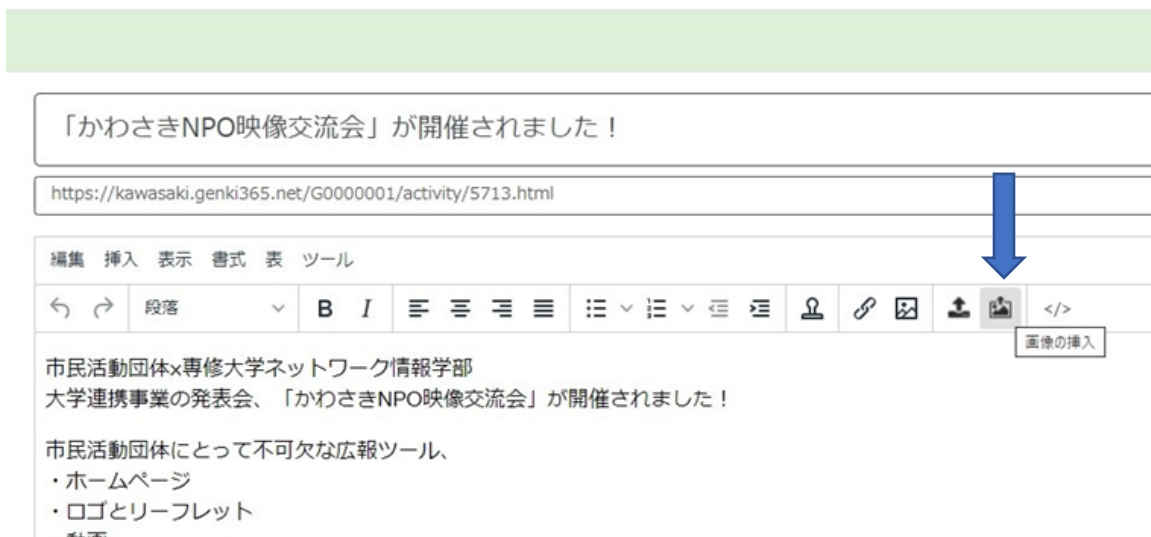 「かわさきNPO映像交流会」が開催されました！
https://kawasaki.genki365.net/G0000001/activity/5713.html
編集 挿入 表示 書式 表 ツール
段落 B I </>
画像の挿入
市民活動団体×専修大学ネットワーク情報学部
大学連携事業の発表会、「かわさきNPO映像交流会」が開催されました！
市民活動団体にとって不可欠な広報ツール、
・ホームページ
・ロゴとリーフレット